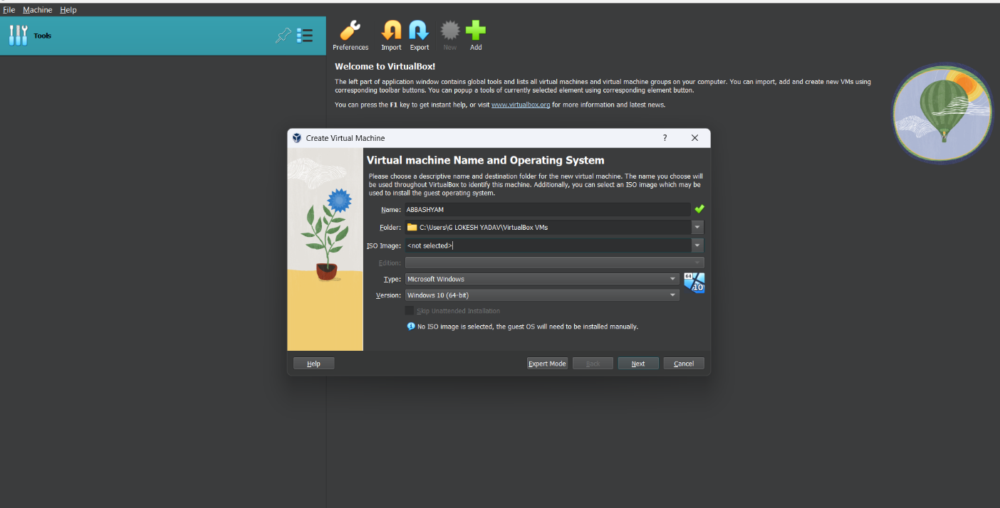 File Machine Help
Tools
Preferences Import Export New Add
Welcome to VirtualBox!
The left part of application window contains global tools and lists all virtual machines and virtual machine groups on your computer. You can import, add and create new VMs using
corresponding toolbar buttons. You can popup a tools of currently selected element using corresponding element button.
You can press the F1 key to get instant help, or visit www.virtualbox.org for more information and latest news.
Create Virtual Machine ?
Virtual machine Name and Operating System
Please choose a descriptive name and destination folder for the new virtual machine. The name you choose will
be used throughout VirtualBox to identify this machine. Additionally, you can select an ISO image which may be
used to install the guest operating system.
Name: ABBASHYAM
Folder: C:\Users\G LOKESH YADAV\VirtualBox VMs
ISO Image: <not selected>
Edition:
Type: Microsoft Windows
64
10
Version: Windows 10 (64-bit)
Skip Unattended Installation
No ISO image is selected, the guest OS will need to be installed manually.
Help Expert Mode Back Next Cancel